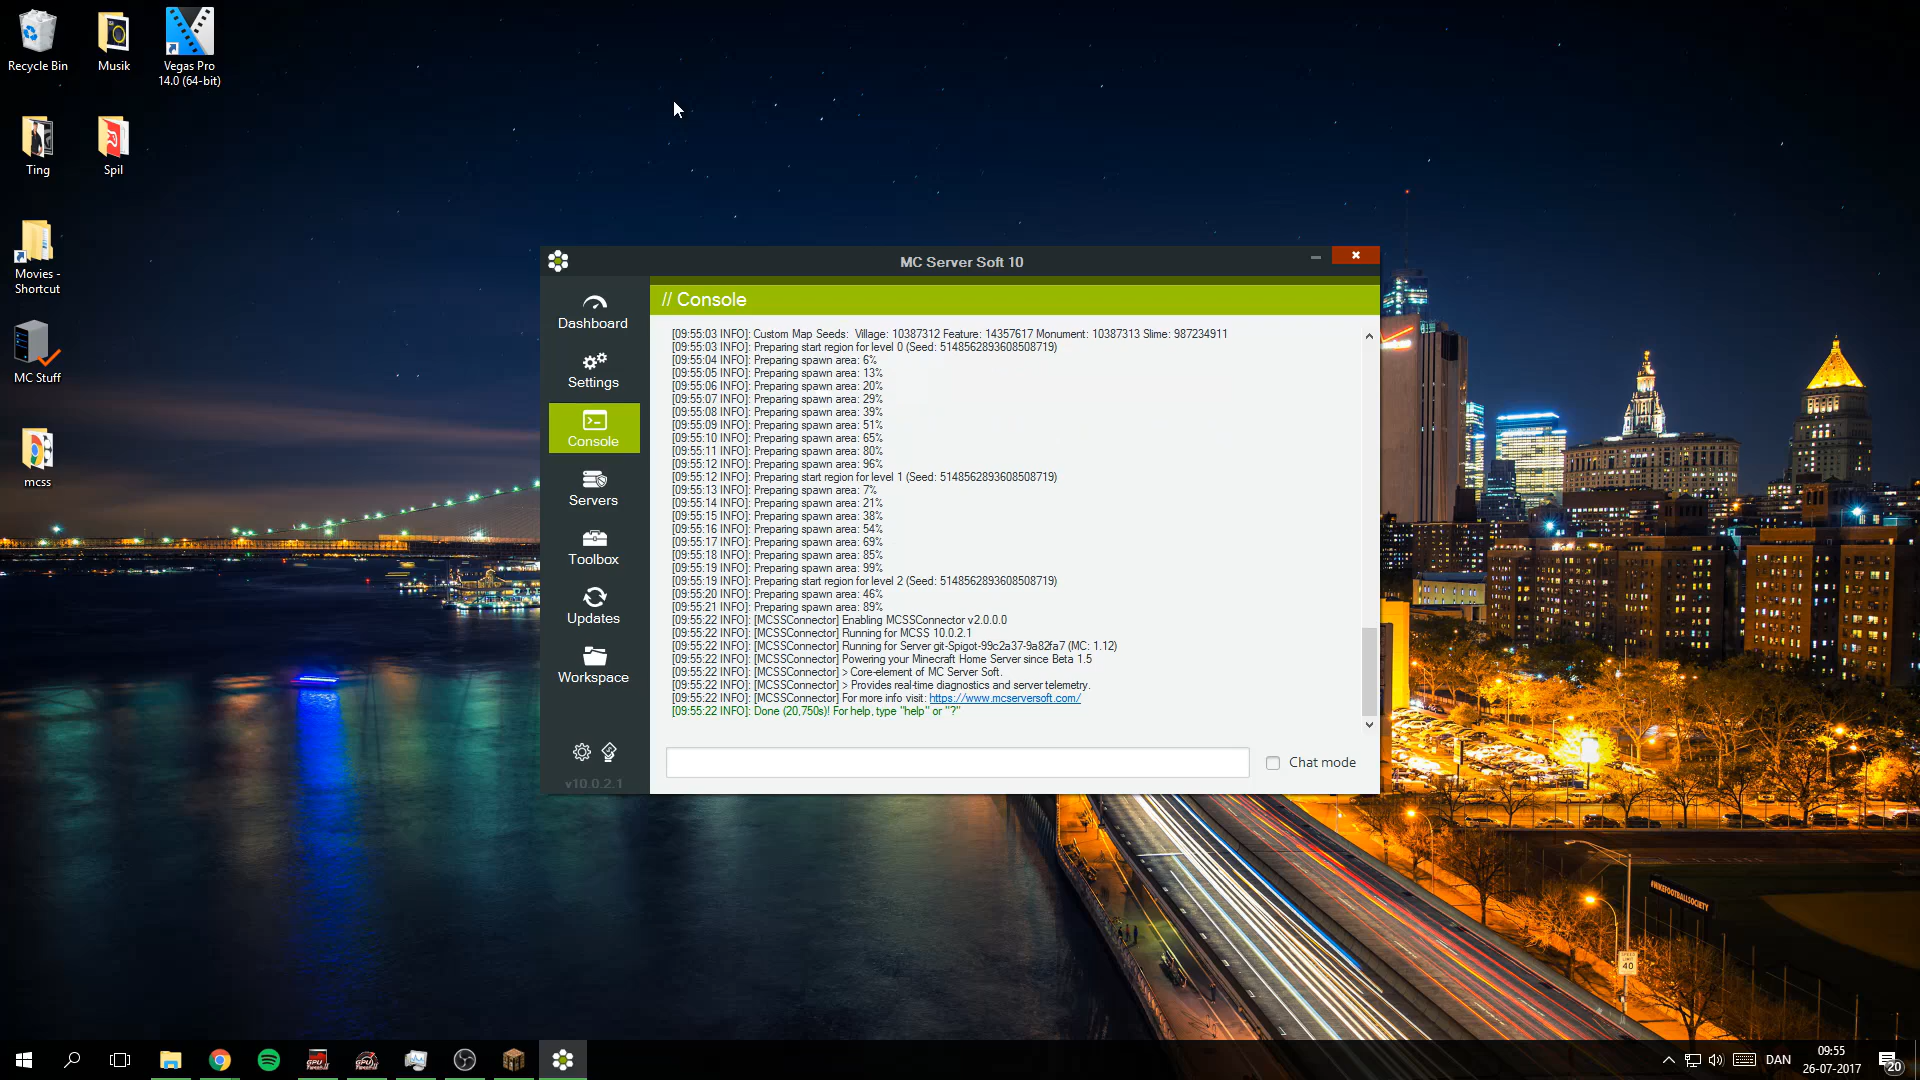 Recycle Bin
Musik
Vegas Pro
14.0 (64-bit)
Ting
Spil
Movies -
Shortcut
MC Stuff
mcss
MC Server Soft 10
// Console
Dashboard
Settings
Console
Servers
Toolbox
Updates
Workspace
v10.0.2.1
[09:55:03 INFO]: Custom Map Seeds:  Village: 10387312 Feature: 14357617 Monument: 10387313 Slime: 987234911
[09:55:03 INFO]: Preparing start region for level 0 (Seed: 5148562893608508719)
[09:55:04 INFO]: Preparing spawn area: 6%
[09:55:05 INFO]: Preparing spawn area: 13%
[09:55:06 INFO]: Preparing spawn area: 20%
[09:55:07 INFO]: Preparing spawn area: 29%
[09:55:08 INFO]: Preparing spawn area: 39%
[09:55:09 INFO]: Preparing spawn area: 51%
[09:55:10 INFO]: Preparing spawn area: 65%
[09:55:11 INFO]: Preparing spawn area: 80%
[09:55:12 INFO]: Preparing spawn area: 96%
[09:55:12 INFO]: Preparing start region for level 1 (Seed: 5148562893608508719)
[09:55:13 INFO]: Preparing spawn area: 7%
[09:55:14 INFO]: Preparing spawn area: 21%
[09:55:15 INFO]: Preparing spawn area: 38%
[09:55:16 INFO]: Preparing spawn area: 54%
[09:55:17 INFO]: Preparing spawn area: 69%
[09:55:18 INFO]: Preparing spawn area: 85%
[09:55:19 INFO]: Preparing spawn area: 99%
[09:55:19 INFO]: Preparing start region for level 2 (Seed: 5148562893608508719)
[09:55:20 INFO]: Preparing spawn area: 46%
[09:55:21 INFO]: Preparing spawn area: 89%
[09:55:22 INFO]: [MCSSConnector] Enabling MCSSConnector v2.0.0.0
[09:55:22 INFO]: [MCSSConnector] Running for MCSS 10.0.2.1
[09:55:22 INFO]: [MCSSConnector] Running for Server git-Spigot-99c2a37-9a82fa7 (MC: 1.12)
[09:55:22 INFO]: [MCSSConnector] Powering your Minecraft Home Server since Beta 1.5
[09:55:22 INFO]: [MCSSConnector] > Core-element of MC Server Soft.
[09:55:22 INFO]: [MCSSConnector] > Provides real-time diagnostics and server telemetry.
[09:55:22 INFO]: [MCSSConnector] For more info visit: https://www.mcserversoft.com/
[09:55:22 INFO]: Done (20,750s)! For help, type "help" or "?"
Chat mode
#NIKEFOOTBALLSOCIETY
SPEED
LIMIT
40
GPU
GPU
DAN
09:55
26-07-2017
20